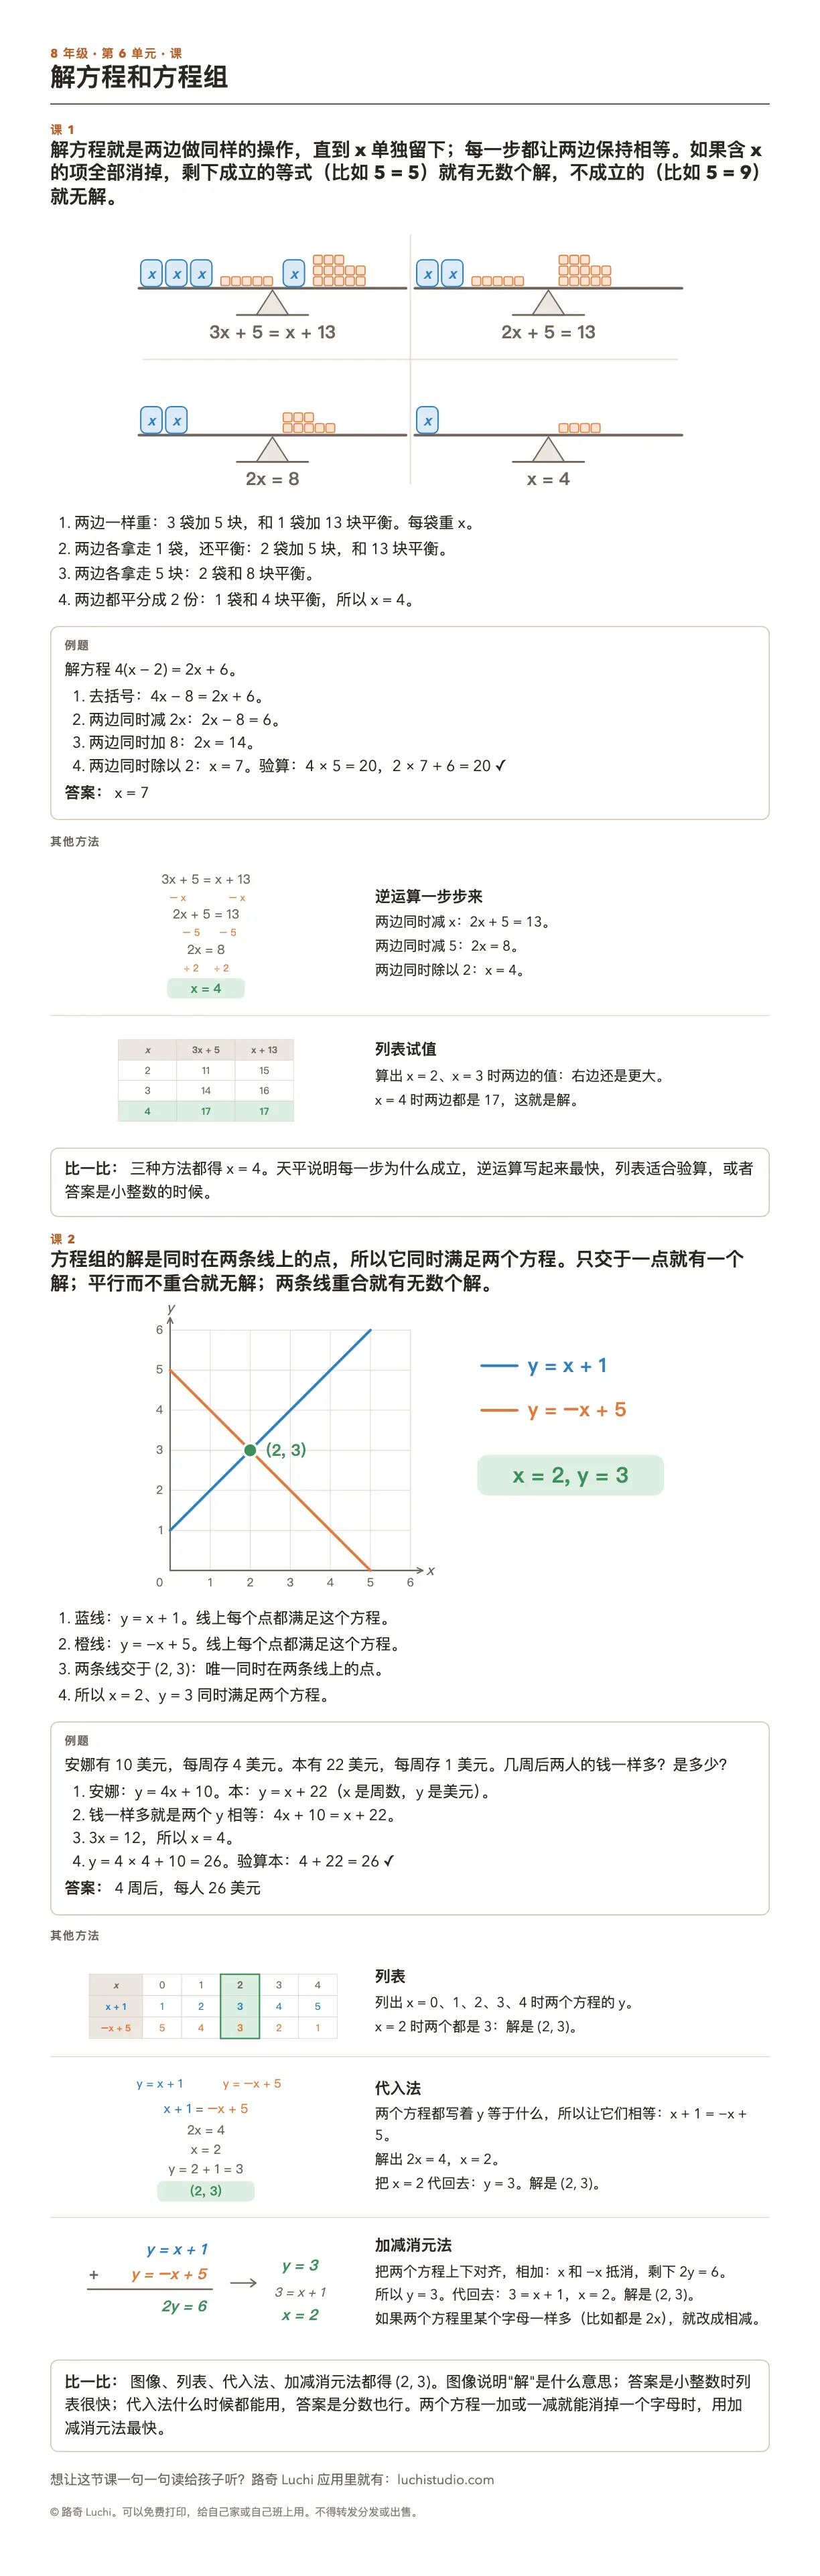 8 年级 · 第 6 单元 · 课
解方程和方程组
课 1
解方程就是两边做同样的操作，直到 x 单独留下；每一步都让两边保持相等。如果含 x
的项全部消掉，剩下成立的等式（比如 5 = 5）就有无数个解，不成立的（比如 5 = 9）
就无解。
x x x x x x
3x + 5 = x + 13
2x + 5 = 13
x x x
2x = 8
x = 4
1. 两边一样重：3 袋加 5 块，和 1 袋加 13 块平衡。每袋重 x。
2. 两边各拿走 1 袋，还平衡：2 袋加 5 块，和 13 块平衡。
3. 两边各拿走 5 块：2 袋和 8 块平衡。
4. 两边都平分成 2 份：1 袋和 4 块平衡，所以 x = 4。
例题
解方程 4(x − 2) = 2x + 6。
1. 去括号：4x − 8 = 2x + 6。
2. 两边同时减 2x：2x − 8 = 6。
3. 两边同时加 8：2x = 14。
4. 两边同时除以 2：x = 7。验算：4 × 5 = 20，2 × 7 + 6 = 20 ✓
答案： x = 7
其他方法
3x + 5 = x + 13
− x − x
2x + 5 = 13
− 5 − 5
2x = 8
÷ 2 ÷ 2
x = 4
逆运算一步步来
两边同时减 x：2x + 5 = 13。
两边同时减 5：2x = 8。
两边同时除以 2：x = 4。
x 3x + 5 x + 13
2 11 15
3 14 16
4 17 17
列表试值
算出 x = 2、x = 3 时两边的值：右边还是更大。
x = 4 时两边都是 17，这就是解。
比一比： 三种方法都得 x = 4。天平说明每一步为什么成立，逆运算写起来最快，列表适合验算，或者
答案是小整数的时候。
课 2
方程组的解是同时在两条线上的点，所以它同时满足两个方程。只交于一点就有一个
解；平行而不重合就无解；两条线重合就有无数个解。
y
6
5
4
3
2
1
0 1 2 3 4 5 6 x
(2, 3)
y = x + 1
y = −x + 5
x = 2, y = 3
1. 蓝线：y = x + 1。线上每个点都满足这个方程。
2. 橙线：y = −x + 5。线上每个点都满足这个方程。
3. 两条线交于 (2, 3)：唯一同时在两条线上的点。
4. 所以 x = 2、y = 3 同时满足两个方程。
例题
安娜有 10 美元，每周存 4 美元。本有 22 美元，每周存 1 美元。几周后两人的钱一样多？是多少？
1. 安娜：y = 4x + 10。本：y = x + 22（x 是周数，y 是美元）。
2. 钱一样多就是两个 y 相等：4x + 10 = x + 22。
3. 3x = 12，所以 x = 4。
4. y = 4 × 4 + 10 = 26。验算本：4 + 22 = 26 ✓
答案： 4 周后，每人 26 美元
其他方法
x 0 1 2 3 4
x + 1 1 2 3 4 5
−x + 5 5 4 3 2 1
列表
列出 x = 0、1、2、3、4 时两个方程的 y。
x = 2 时两个都是 3：解是 (2, 3)。
y = x + 1 y = −x + 5
x + 1 = −x + 5
2x = 4
x = 2
y = 2 + 1 = 3
(2, 3)
代入法
两个方程都写着 y 等于什么，所以让它们相等：x + 1 = −x +
5。
解出 2x = 4，x = 2。
把 x = 2 代回去：y = 3。解是 (2, 3)。
y = x + 1
+ y = −x + 5
2y = 6
y = 3
3 = x + 1
x = 2
加减消元法
把两个方程上下对齐，相加：x 和 −x 抵消，剩下 2y = 6。
所以 y = 3。代回去：3 = x + 1，x = 2。解是 (2, 3)。
如果两个方程里某个字母一样多（比如都是 2x），就改成相减。
比一比： 图像、列表、代入法、加减消元法都得 (2, 3)。图像说明"解"是什么意思；答案是小整数时列
表很快；代入法什么时候都能用，答案是分数也行。两个方程一加或一减就能消掉一个字母时，用加
减消元法最快。
想让这节课一句一句读给孩子听？路奇 Luchi 应用里就有：luchistudio.com
© 路奇 Luchi。可以免费打印，给自己家或自己班上用。不得转发分发或出售。